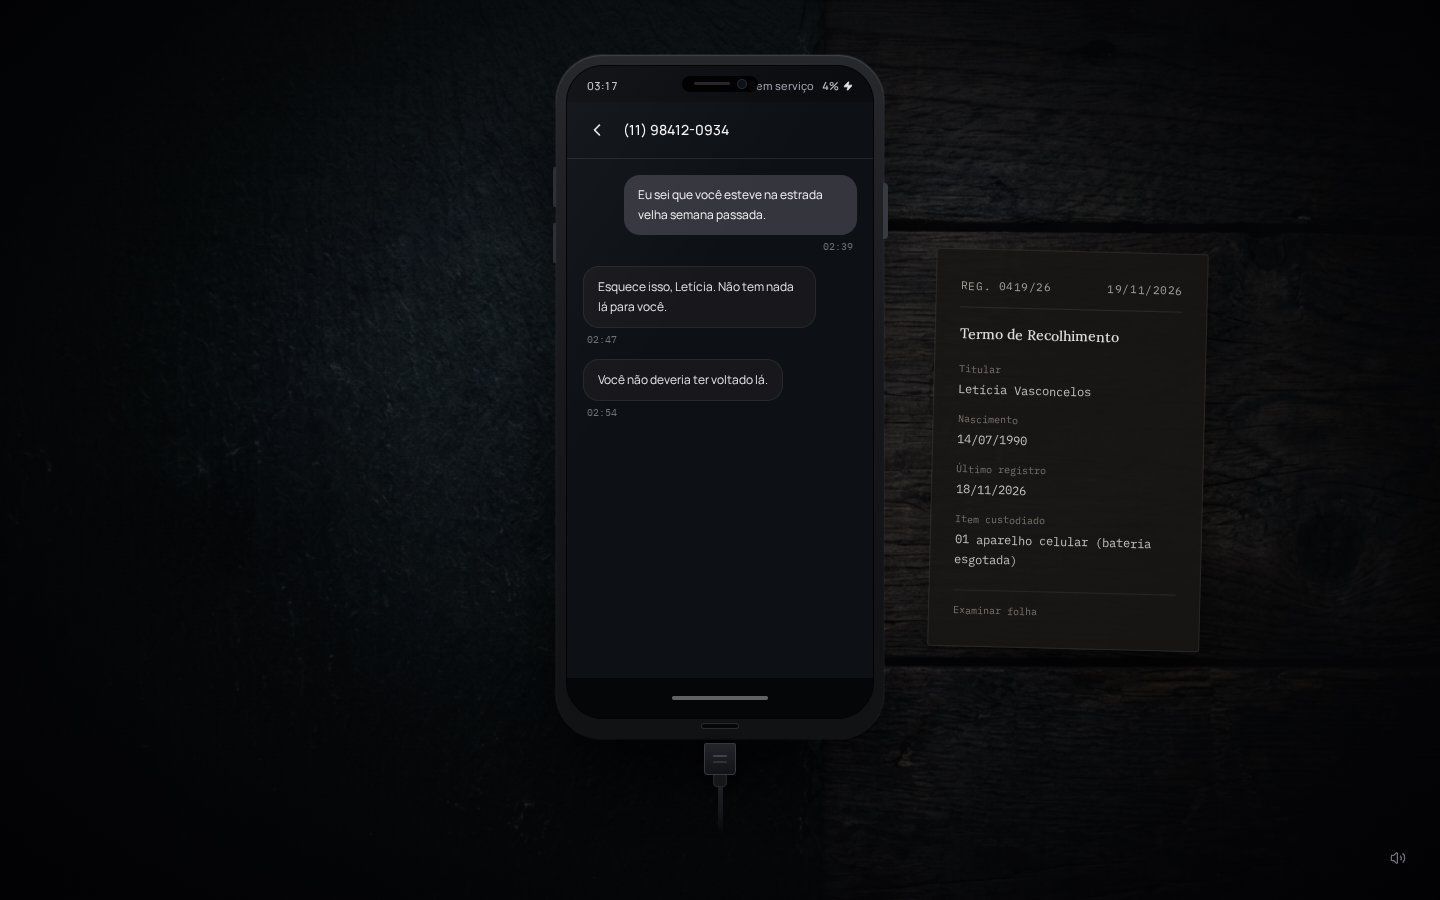 03:17
em serviço 4%
(11) 98412-0934
Eu sei que você esteve na estrada
velha semana passada.
02:39
Esquece isso, Letícia. Não tem nada
lá para você.
02:47
Você não deveria ter voltado lá.
02:54
REG. 0419/26 19/11/2026
Termo de Recolhimento
Titular
Letícia Vasconcelos
Nascimento
14/07/1990
Último registro
18/11/2026
Item custodiado
01 aparelho celular (bateria
esgotada)
Examinar folha